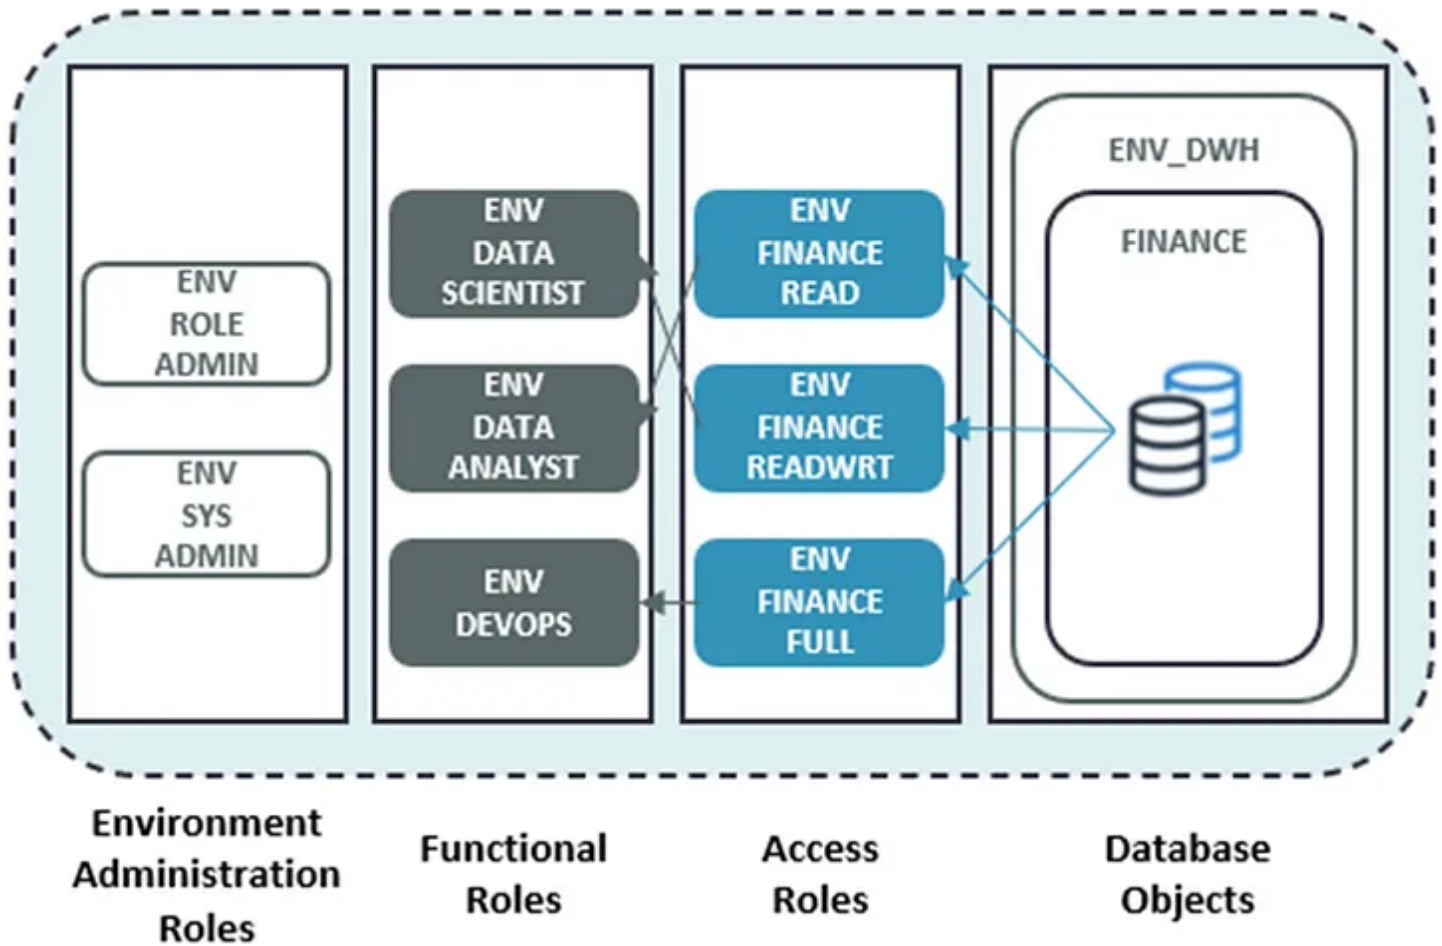 ENV
ROLE
ADMIN
ENV
SYS
ADMIN
ENV
DATA
SCIENTIST
ENV
DATA
ANALYST
ENV
DEVOPS
ENV
FINANCE
READ
ENV
FINANCE
READWRT
ENV
FINANCE
FULL
ENV_DWH
FINANCE
Environment
Administration
Roles
Functional
Roles
Access
Roles
Database
Objects